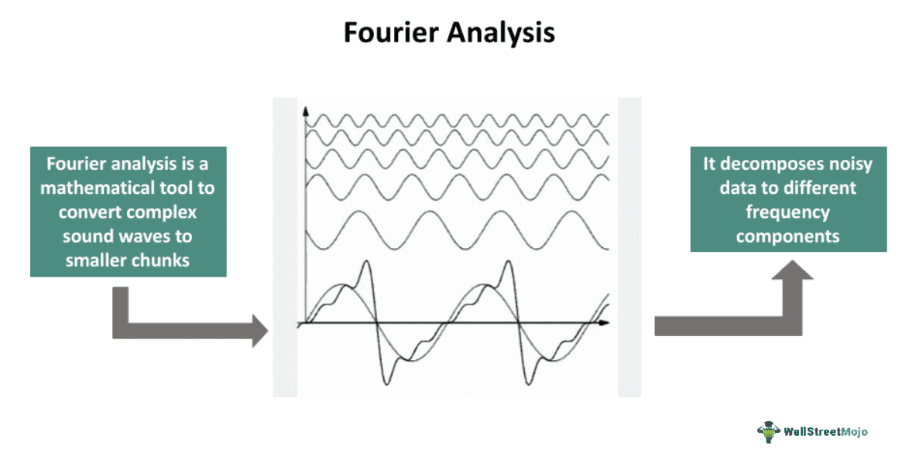 Fourier Analysis
Fourier analysis is a
mathematical tool to
convert complex
sound waves to
smaller chunks
It decomposes noisy
data to different
frequency
components
WallStreetMojo